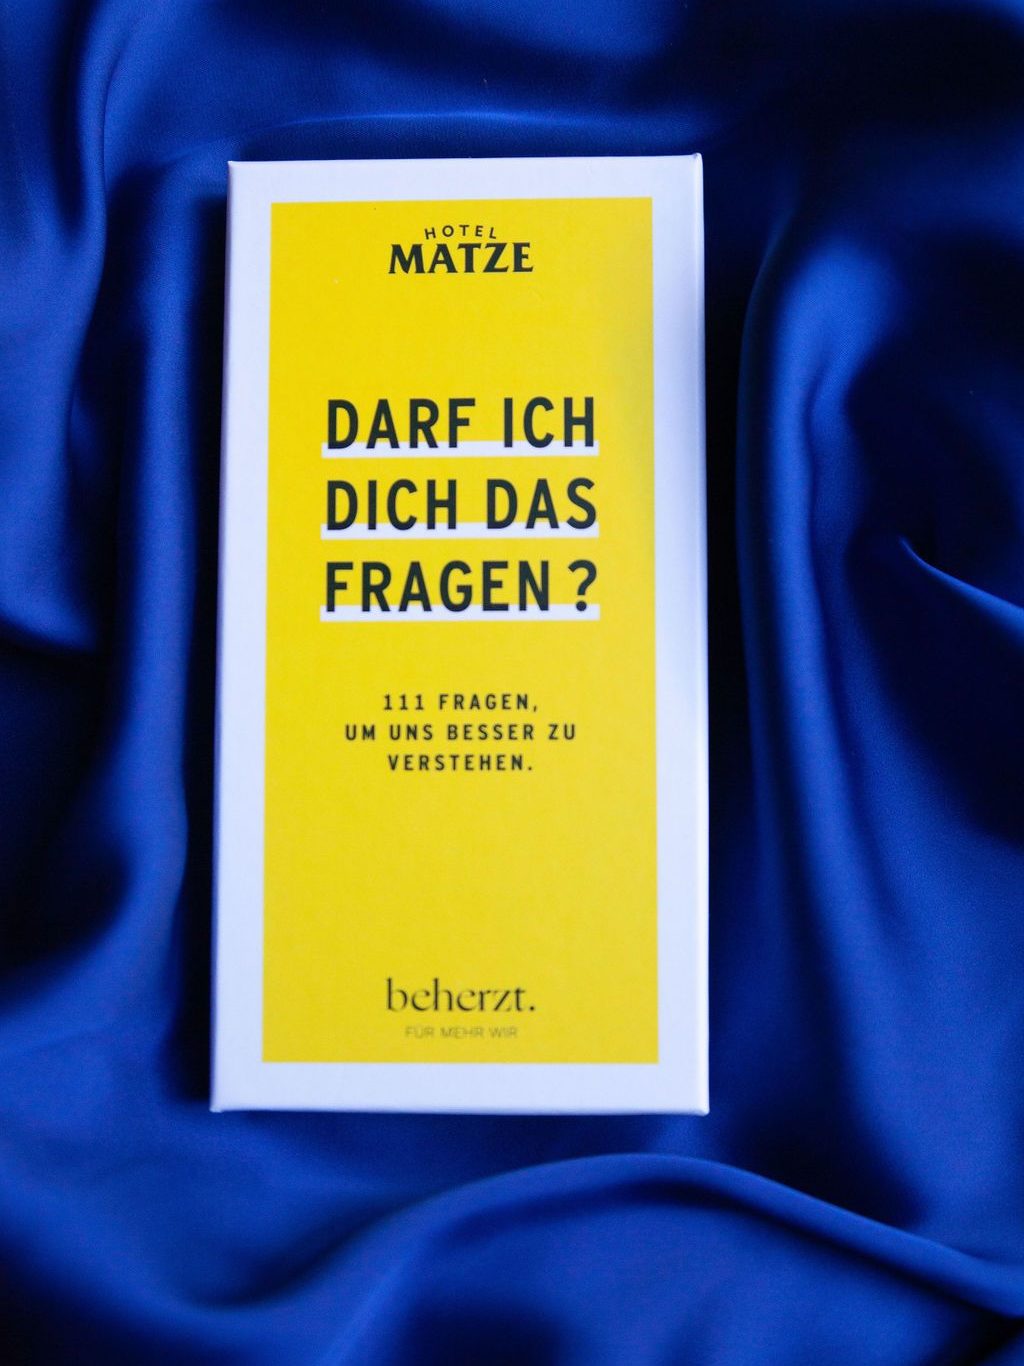 HOTEL
MATZE
DARF ICH
DICH DAS
FRAGEN?
111 FRAGEN,
UM UNS BESSER ZU
VERSTEHEN.
beherzt.
FÜR MEHR WIR